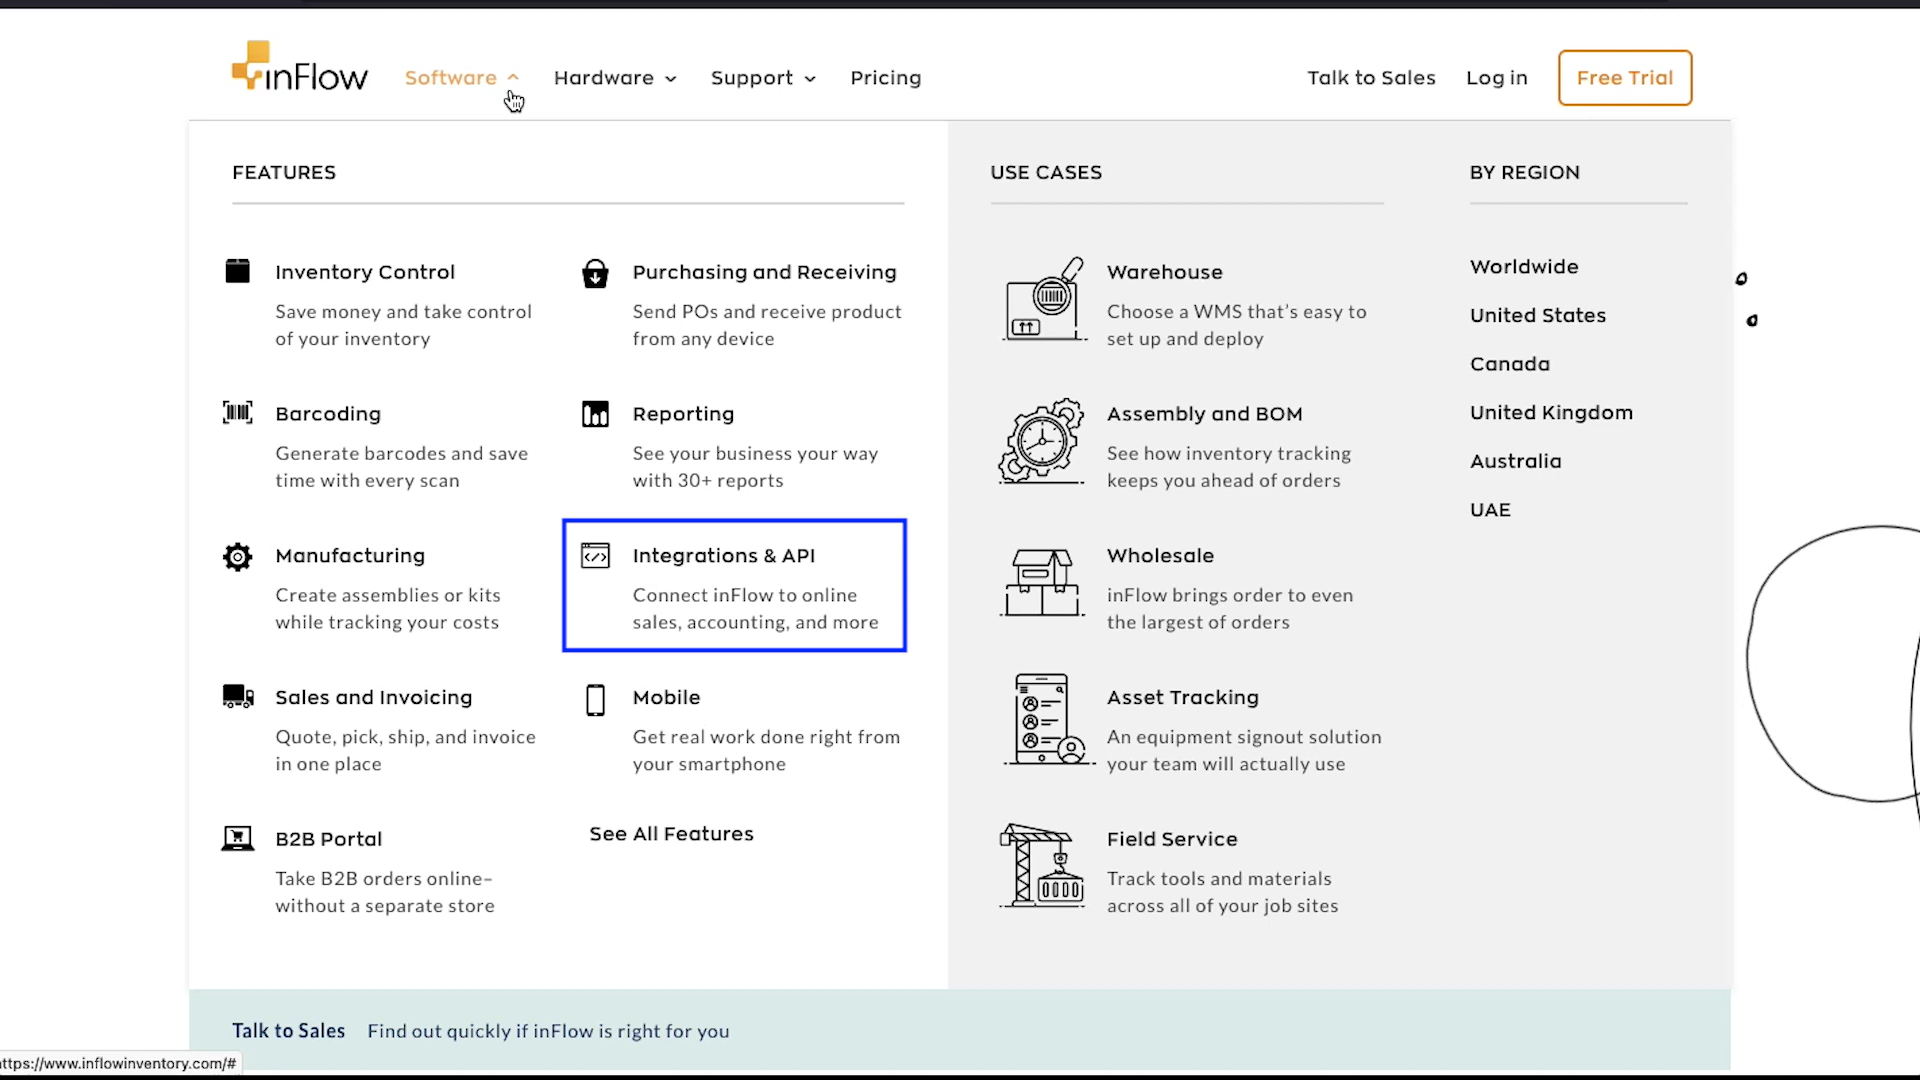 inFlow
Software
Hardware
Support
Pricing
Talk to Sales
Log in
Free Trial
FEATURES
Inventory Control
Save money and take control
of your inventory
Purchasing and Receiving
Send POs and receive product
from any device
Barcoding
Generate barcodes and save
time with every scan
Reporting
See your business your way
with 30+ reports
Manufacturing
Create assemblies or kits
while tracking your costs
Integrations & API
Connect inFlow to online
sales, accounting, and more
Sales and Invoicing
Quote, pick, ship, and invoice
in one place
Mobile
Get real work done right from
your smartphone
B2B Portal
Take B2B orders online–
without a separate store
See All Features
USE CASES
Warehouse
Choose a WMS that’s easy to
set up and deploy
Assembly and BOM
See how inventory tracking
keeps you ahead of orders
Wholesale
inFlow brings order to even
the largest of orders
Asset Tracking
An equipment signout solution
your team will actually use
Field Service
Track tools and materials
across all of your job sites
BY REGION
Worldwide
United States
Canada
United Kingdom
Australia
UAE
Talk to Sales Find out quickly if inFlow is right for you
ttps://www.inflowinventory.com/#